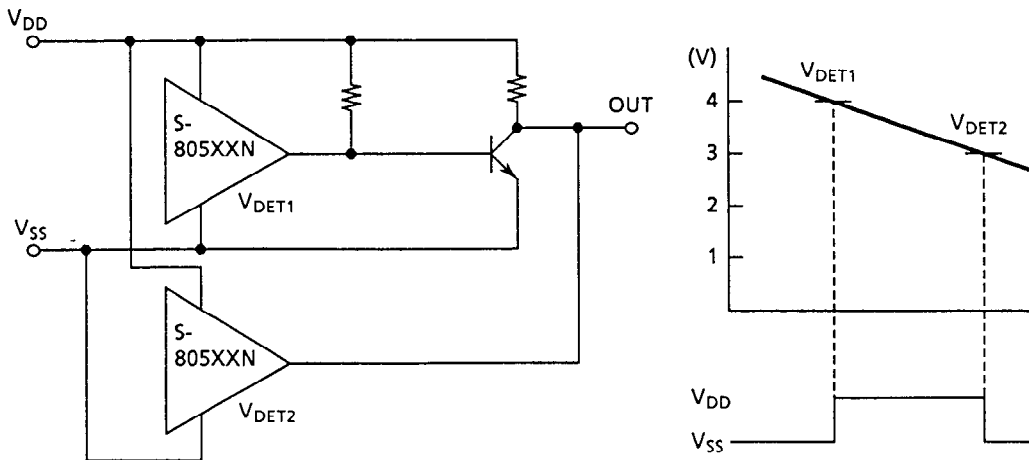 VDD
S-
805XXN
VDET1
VSS
S-
805XXN
VDET2
OUT
(V)
4
3
2
1
VDET1
VDET2
VDD
VSS